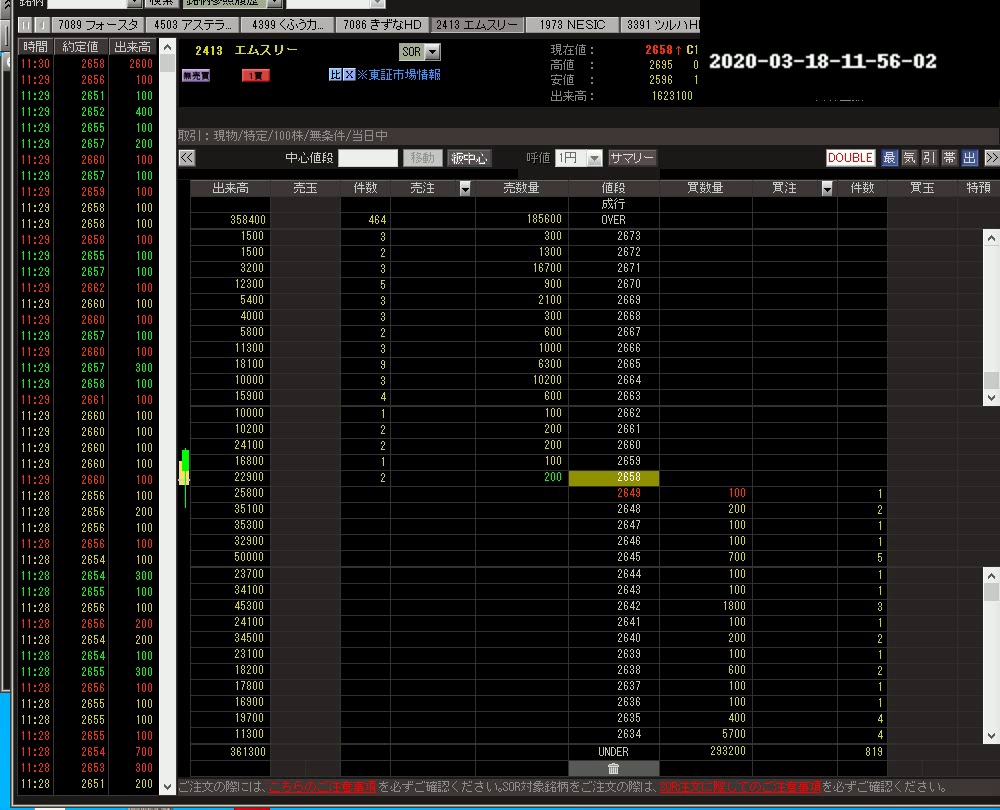 銘柄 検索 銘柄参照履歴
7089 フォースタ 4503 アステラ… 4399 くふうカ… 7086 きずなHD 2413 エムスリー 1973 NESIC 3391 ツルハHI
2413 エムスリー SOR
無売買 1買 比 X ※東証市場情報
現在値: 2658↑ C1
高値: 2695 0
安値: 2596 1
出来高: 1623100
2020-03-18-11-56-02
取引:現物/特定/100株/無条件/当日中
中心値段 移動 板中心 呼値 1円 サマリー DOUBLE 最 気 引 帯 出
時間 約定値 出来高
11:30 2658 2600
11:29 2656 100
11:29 2651 100
11:29 2652 400
11:29 2655 100
11:29 2657 200
11:29 2660 100
11:29 2657 100
11:29 2659 100
11:29 2658 100
11:29 2658 100
11:29 2658 100
11:29 2655 100
11:29 2657 100
11:29 2662 100
11:29 2660 100
11:29 2660 100
11:29 2657 100
11:29 2660 100
11:29 2657 300
11:29 2658 100
11:29 2661 100
11:29 2660 100
11:29 2660 100
11:29 2660 100
11:29 2660 100
11:29 2660 100
11:28 2656 100
11:28 2656 200
11:28 2656 100
11:28 2656 100
11:28 2654 100
11:28 2654 300
11:28 2655 100
11:28 2656 100
11:28 2656 200
11:28 2654 200
11:28 2654 100
11:28 2655 300
11:28 2656 100
11:28 2655 100
11:28 2655 100
11:28 2655 100
11:28 2654 700
11:28 2653 300
11:28 2651 200
出来高 売玉 件数 売注 売数量 値段 買数量 買注 件数 買玉 特預
成行
358400 464 185600 OVER
1500 3 300 2673
1500 2 1300 2672
3200 3 16700 2671
12300 5 900 2670
5400 3 2100 2669
4000 3 300 2668
5800 2 600 2667
11300 3 1000 2666
18100 9 6300 2665
10000 3 10200 2664
15900 4 600 2663
10000 1 100 2662
10200 2 200 2661
24100 2 200 2660
16800 1 100 2659
22900 2 200 2658
25800 2649 100 1
35100 2648 200 2
35300 2647 100 1
32900 2646 100 1
50000 2645 700 5
23700 2644 100 1
34100 2643 100 1
45300 2642 1800 3
24100 2641 100 1
34500 2640 200 2
23100 2639 100 1
18200 2638 600 2
17800 2637 100 1
16900 2636 100 1
19700 2635 400 4
11300 2634 5700 4
361300 UNDER 293200 819
ご注文の際には、こちらのご注意事項を必ずご確認ください。SOR対象銘柄をご注文の際は、SOR注文に際してのご注意事項を必ずご確認ください。